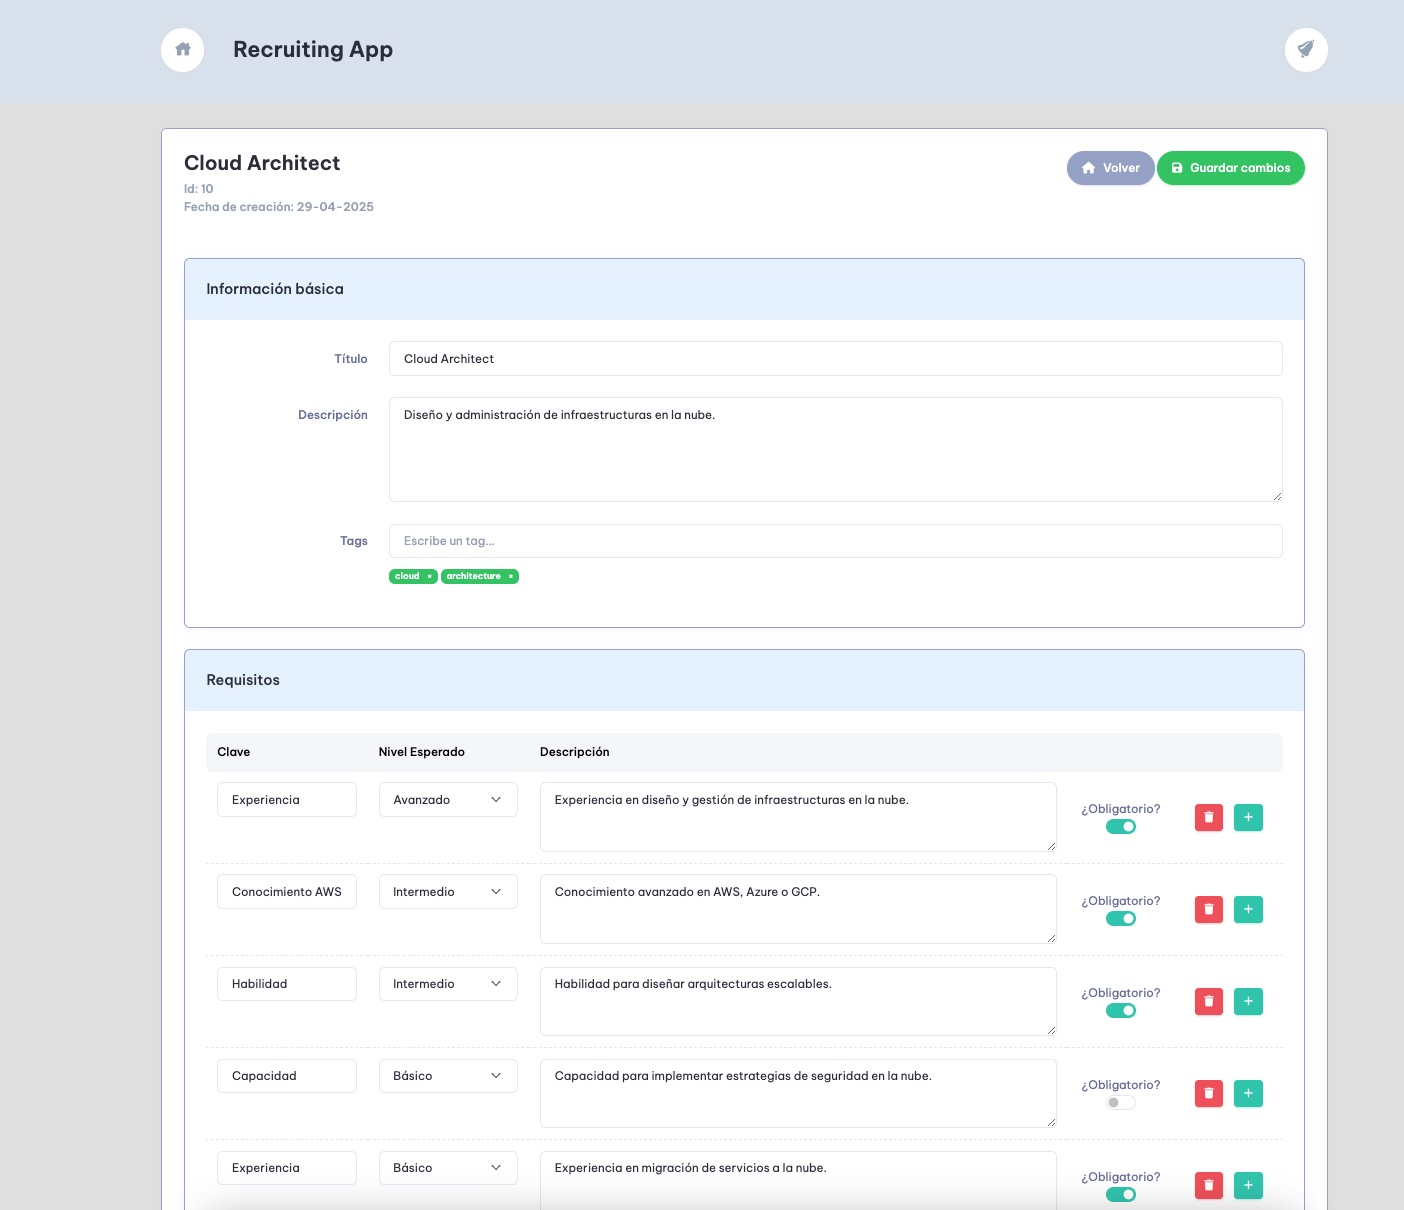 Recruiting App
Cloud Architect
Id: 10
Fecha de creación: 29-04-2025
Volver
Guardar cambios
Información básica
Título
Cloud Architect
Descripción
Diseño y administración de infraestructuras en la nube.
Tags
Escribe un tag...
cloud × architecture ×
Requisitos
Clave Nivel Esperado Descripción
Experiencia Avanzado Experiencia en diseño y gestión de infraestructuras en la nube. ¿Obligatorio?
Conocimiento AWS Intermedio Conocimiento avanzado en AWS, Azure o GCP. ¿Obligatorio?
Habilidad Intermedio Habilidad para diseñar arquitecturas escalables. ¿Obligatorio?
Capacidad Básico Capacidad para implementar estrategias de seguridad en la nube. ¿Obligatorio?
Experiencia Básico Experiencia en migración de servicios a la nube. ¿Obligatorio?